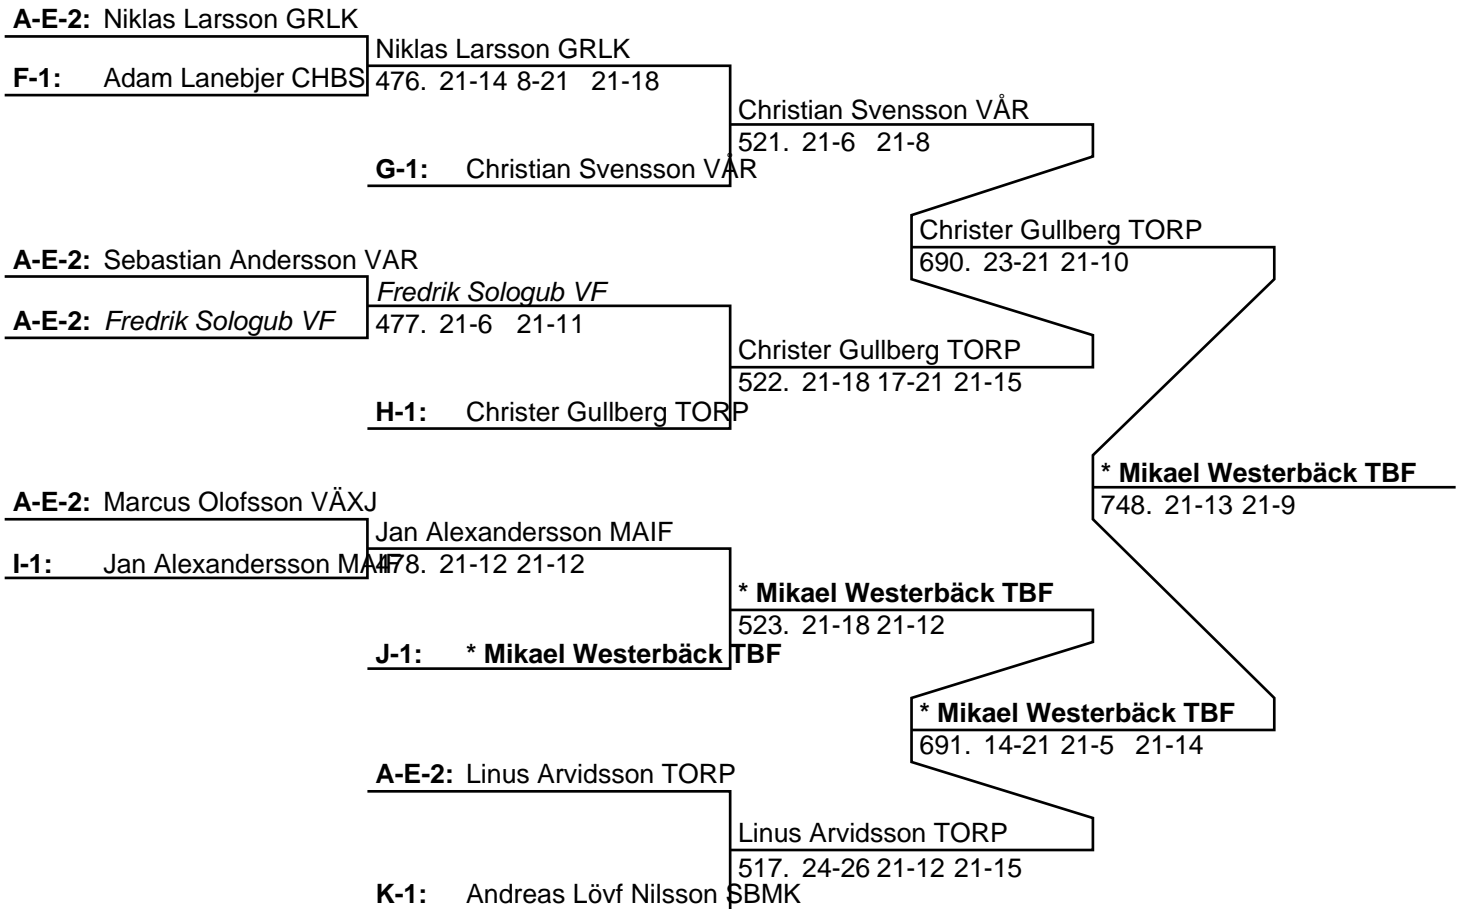 A-E-2: Niklas Larsson GRLK
Niklas Larsson GRLK
F-1: Adam Lanebjer CHBS
476. 21-14 8-21 21-18
Christian Svensson VÅR
521. 21-6 21-8
G-1: Christian Svensson VÅR
Christer Gullberg TORP
690. 23-21 21-10
A-E-2: Sebastian Andersson VAR
Fredrik Sologub VF
A-E-2: Fredrik Sologub VF
477. 21-6 21-11
Christer Gullberg TORP
522. 21-18 17-21 21-15
H-1: Christer Gullberg TORP
* Mikael Westerbäck TBF
748. 21-13 21-9
A-E-2: Marcus Olofsson VÄXJ
Jan Alexandersson MAIF
I-1: Jan Alexandersson MAIF
478. 21-12 21-12
* Mikael Westerbäck TBF
523. 21-18 21-12
J-1: * Mikael Westerbäck TBF
* Mikael Westerbäck TBF
691. 14-21 21-5 21-14
A-E-2: Linus Arvidsson TORP
Linus Arvidsson TORP
517. 24-26 21-12 21-15
K-1: Andreas Lövf Nilsson SBMK